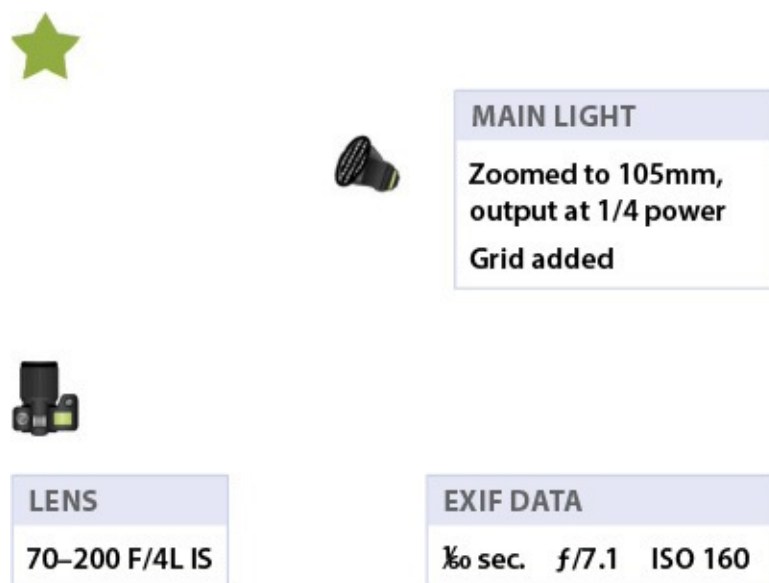 MAIN LIGHT
Zoomed to 105mm,
output at 1/4 power
Grid added
LENS
70–200 F/4L IS
EXIF DATA
1/60 sec. ƒ/7.1 ISO 160